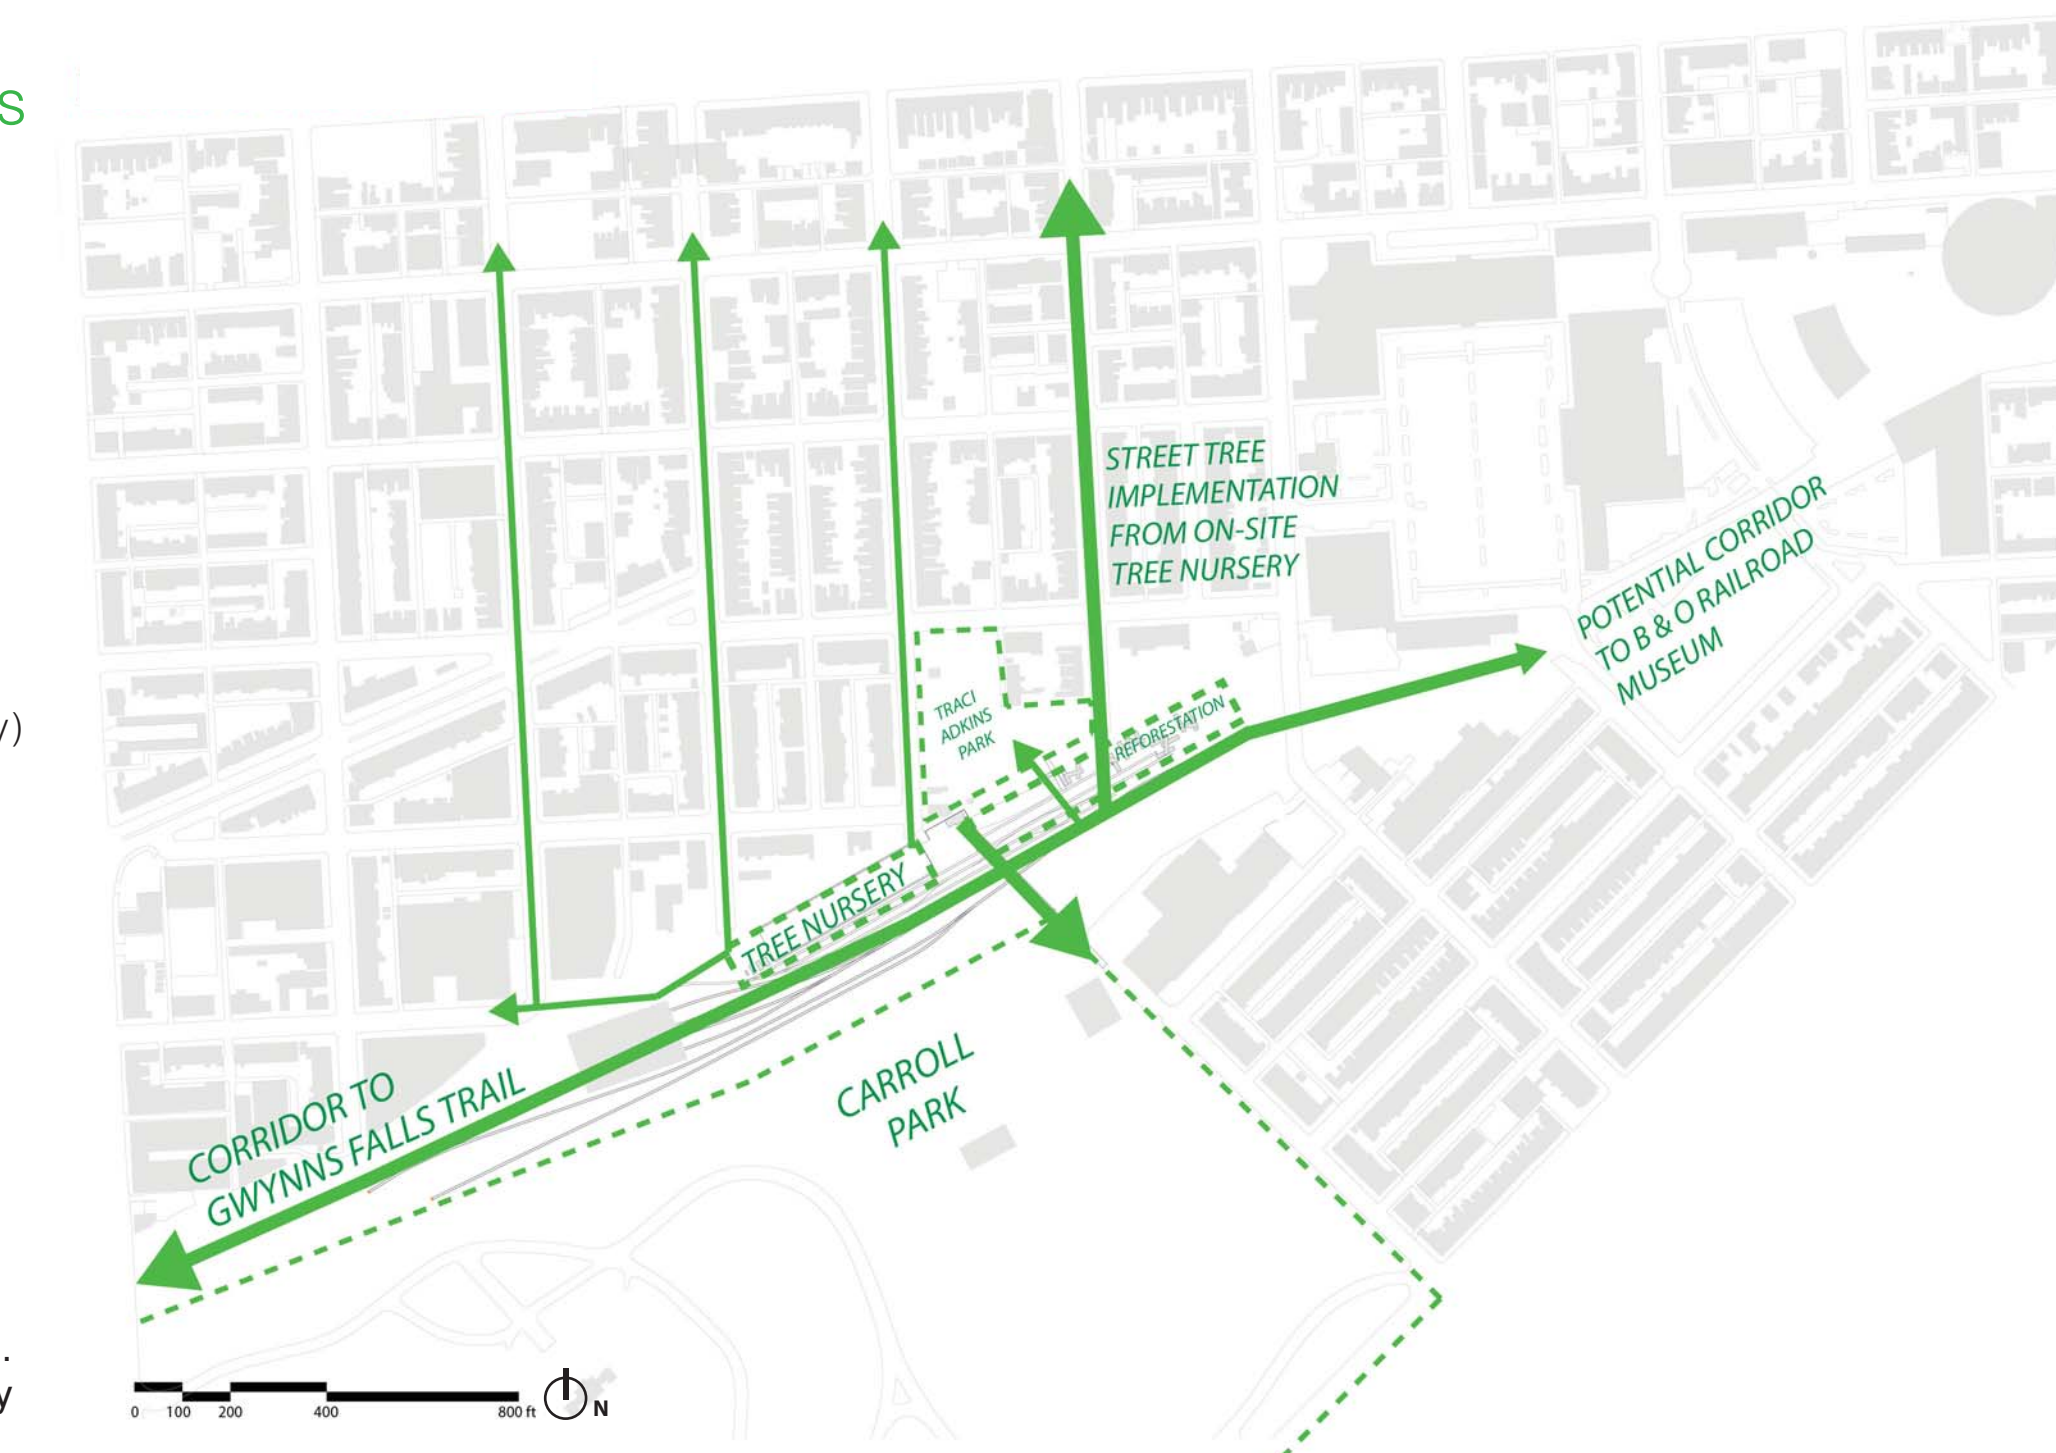 S
y)
.
y
STREET TREE
IMPLEMENTATION
FROM ON-SITE
TREE NURSERY
POTENTIAL CORRIDOR
TO B & O RAILROAD
MUSEUM
TRACI
ADKINS
PARK
REFORESTATION
TREE NURSERY
CARROLL
PARK
CORRIDOR TO
GWYNNS FALLS TRAIL
0 100 200 400 800 ft
N